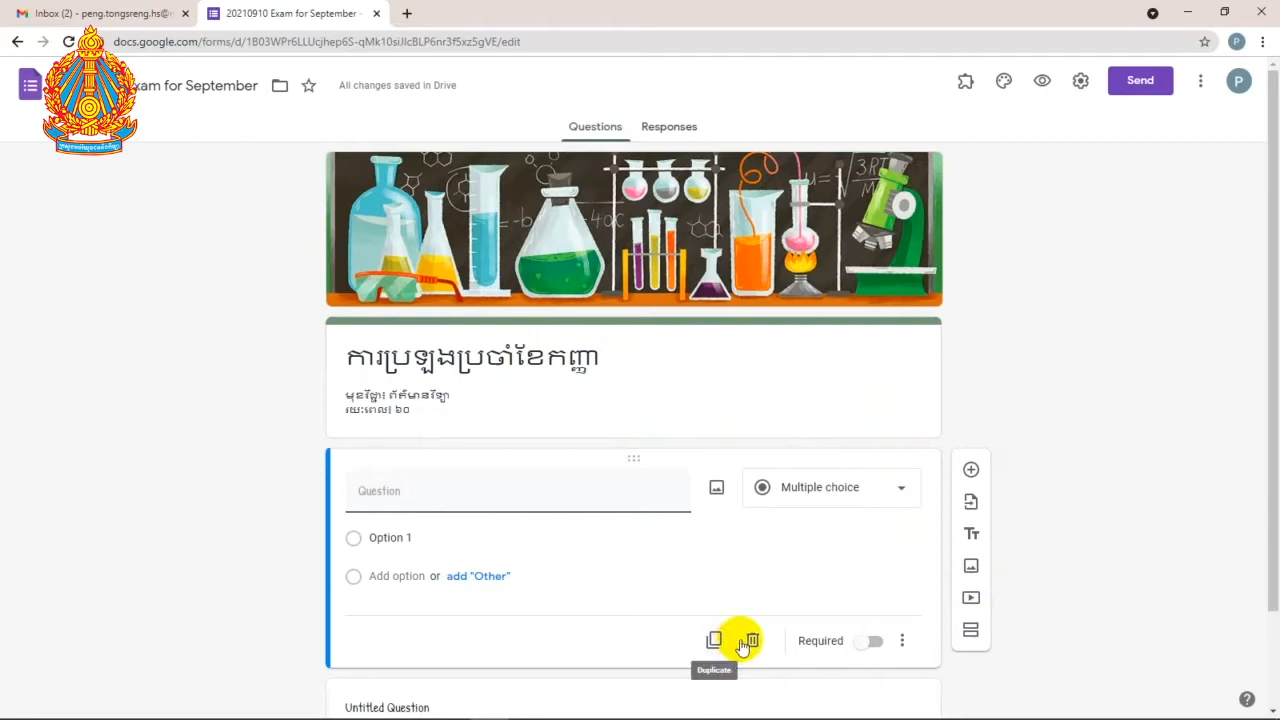 Inbox (2) - peng.tongsreng.hs@
20210910 Exam for September -
docs.google.com/forms/d/1B03WPr6LLUcjhep6S-qMk10siJIcBLP6nr3f5xz5gVE/edit
P
xam for September
All changes saved in Drive
Send
P
Questions
Responses
ការប្រឡងប្រចាំខែកញ្ញា
មុខវិជ្ជា៖ ព័ត៌មានវិទ្យា
រយៈពេល៖ ៦០
Question
Multiple choice
Option 1
Add option or add "Other"
Required
Duplicate
Untitled Question